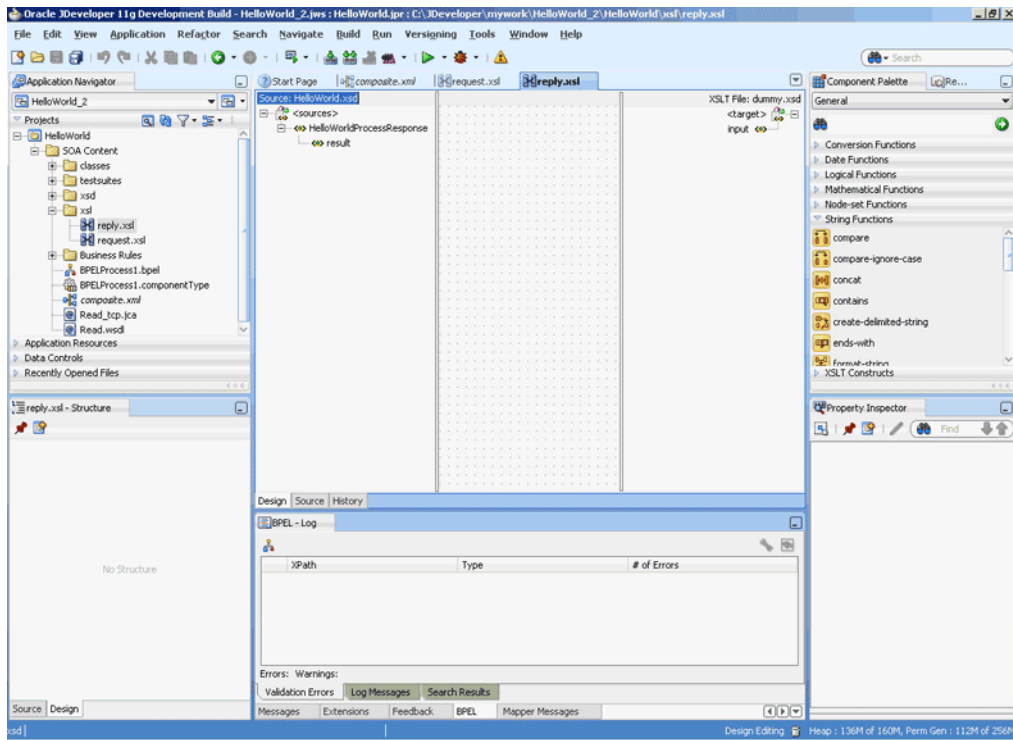 Oracle JDeveloper 11g Development Build - HelloWorld_2.jws : HelloWorld.jpr : C:\JDeveloper\mywork\HelloWorld_2\HelloWorld\xsl\reply.xsl
File Edit View Application Refactor Search Navigate Build Run Versioning Tools Window Help
Search
Application Navigator
HelloWorld_2
Projects
HelloWorld
SOA Content
classes
testsuites
xsd
xsl
reply.xsl
request.xsl
Business Rules
BPELProcess1.bpel
BPELProcess1.componentType
composite.xml
Read_tcp.jca
Read.wsdl
Application Resources
Data Controls
Recently Opened Files
reply.xsl - Structure
No Structure
Source Design
Start Page composite.xml request.xsl reply.xsl
Source: HelloWorld.xsd XSLT File: dummy.xsd
<sources> <target>
HelloWorldProcessResponse input
result
Design Source History
BPEL - Log
XPath Type # of Errors
Errors: Warnings:
Validation Errors Log Messages Search Results
Messages Extensions Feedback BPEL Mapper Messages
Component Palette Re...
General
Conversion Functions
Date Functions
Logical Functions
Mathematical Functions
Node-set Functions
String Functions
compare
compare-ignore-case
concat
contains
create-delimited-string
ends-with
format-string
XSLT Constructs
Property Inspector
Find
xsd Design Editing Heap : 136M of 160M, Perm Gen : 112M of 256M